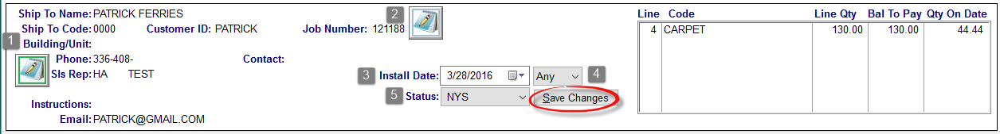 Ship To Name: PATRICK FERRIES
Ship To Code: 0000 Customer ID: PATRICK Job Number: 121188 2
1 Building/Unit:
Phone: 336-408- Contact:
Sls Rep: HA TEST
3 Install Date: 3/28/2016 Any 4
5 Status: NYS Save Changes
Instructions:
Email: PATRICK@GMAIL.COM
Line Code Line Qty Bal To Pay Qty On Date
4 CARPET 130.00 130.00 44.44